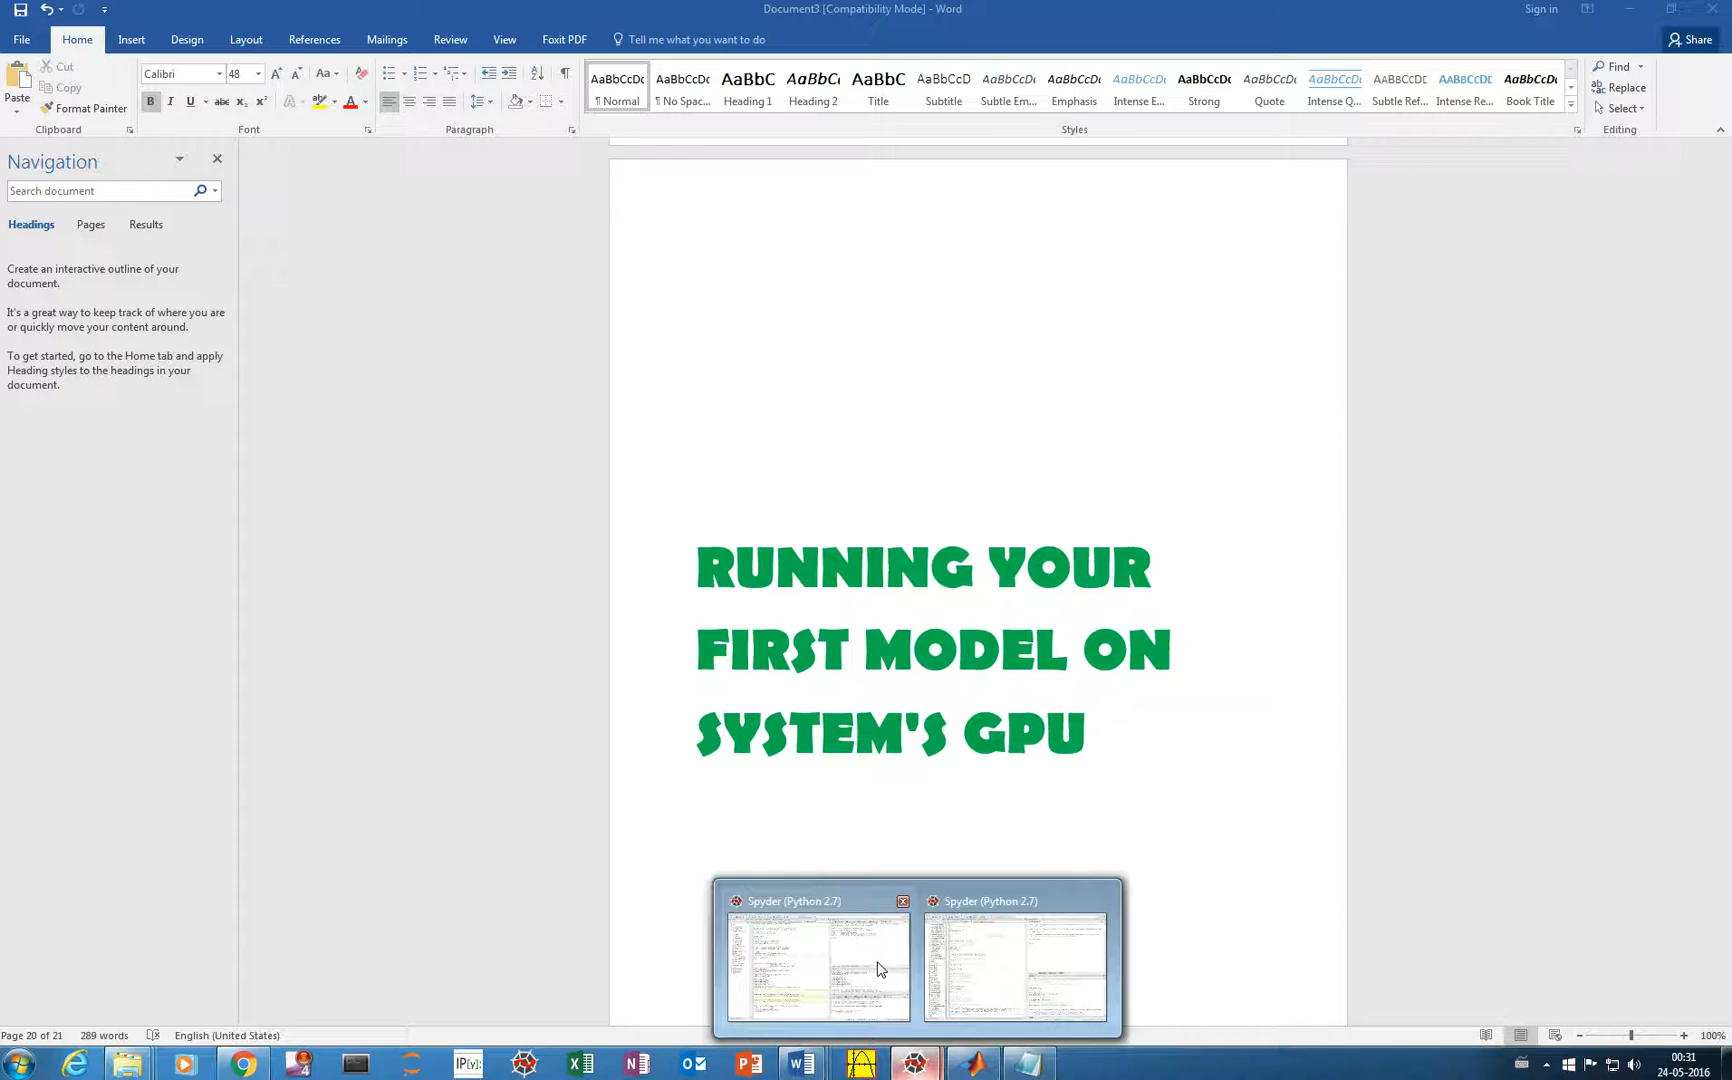 Document3 [Compatibility Mode] - Word
Sign in
File Home Insert Design Layout References Mailings Review View Foxit PDF Tell me what you want to do
Share
Paste
Cut
Copy
Format Painter
Clipboard
Calibri 48
Font
Paragraph
AaBbCcDc AaBbCcDc AaBbC AaBbCc AaBbC AaBbCcD AaBbCcDc AaBbCcDc AaBbCcDc AaBbCcDc AaBbCcDc AaBbCcDc AaBbCcDc AaBbCcDc AaBbCcDc
¶ Normal ¶ No Spac... Heading 1 Heading 2 Title Subtitle Subtle Em... Emphasis Intense E... Strong Quote Intense Q... Subtle Ref... Intense Re... Book Title
Styles
Find
Replace
Select
Editing
Navigation
Search document
Headings Pages Results
Create an interactive outline of your
document.
It's a great way to keep track of where you are
or quickly move your content around.
To get started, go to the Home tab and apply
Heading styles to the headings in your
document.
RUNNING YOUR
FIRST MODEL ON
SYSTEM'S GPU
Spyder (Python 2.7)
Spyder (Python 2.7)
Page 20 of 21 289 words English (United States)
100%
IP[y]:
00:31
24-05-2016